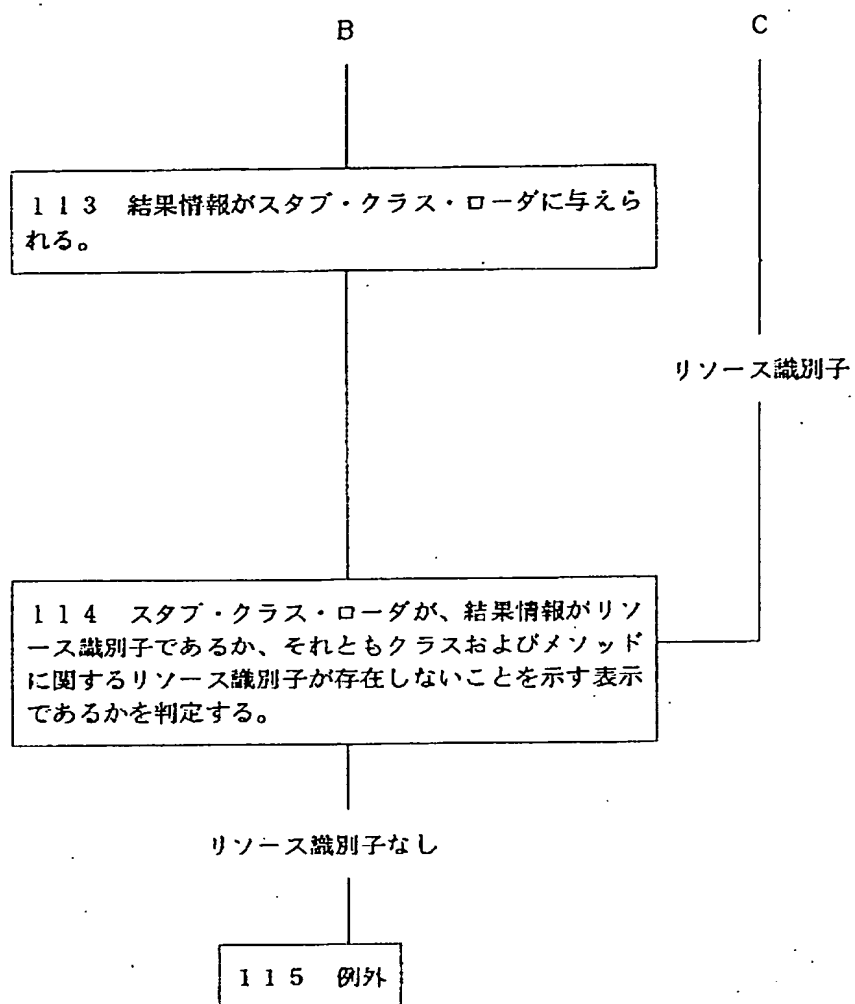 B
C
113 結果情報がスタブ・クラス・ローダに与えら
れる。
リソース識別子
114 スタブ・クラス・ローダが、結果情報がリソ
ース識別子であるか、それともクラスおよびメソッド
に関するリソース識別子が存在しないことを示す表示
であるかを判定する。
リソース識別子なし
115 例外